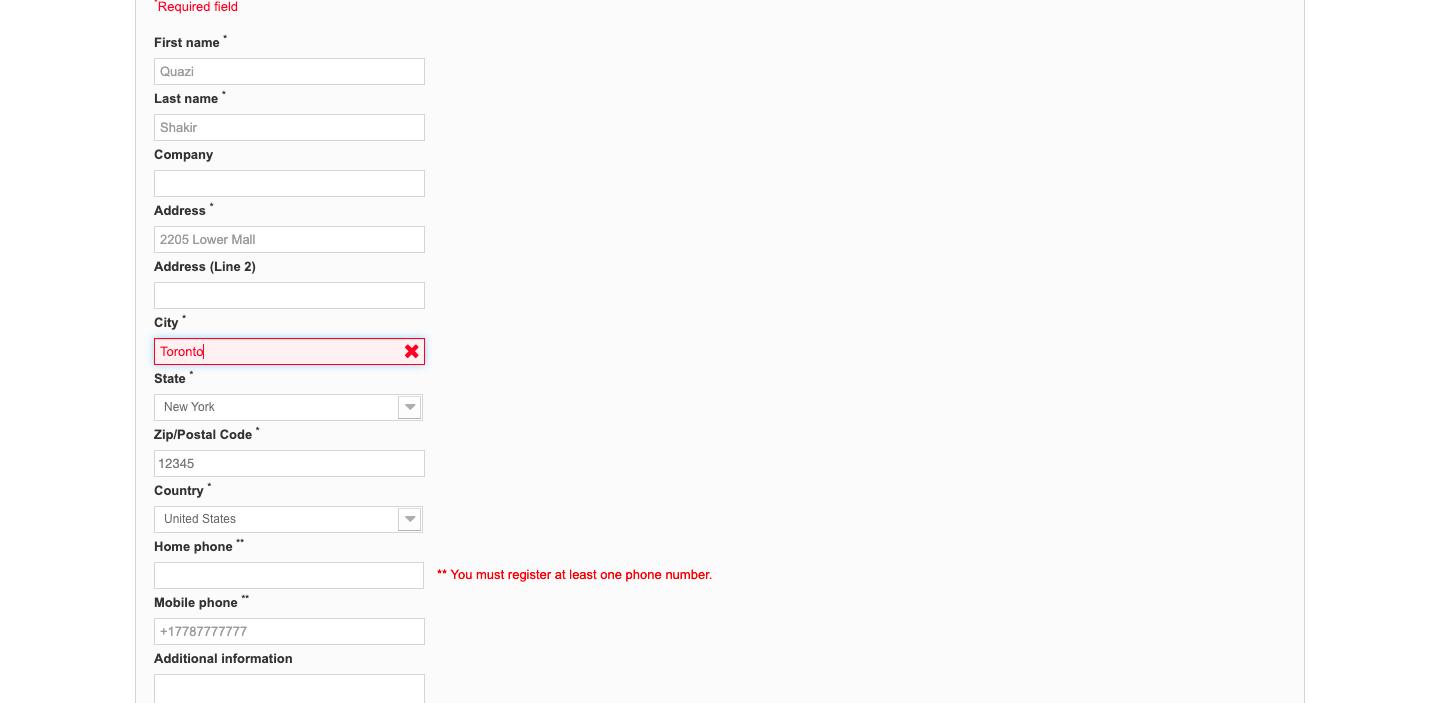 *Required field
First name *
Quazi
Last name *
Shakir
Company
Address *
2205 Lower Mall
Address (Line 2)
City *
Toronto
State *
New York
Zip/Postal Code *
12345
Country *
United States
Home phone **
** You must register at least one phone number.
Mobile phone **
+17787777777
Additional information